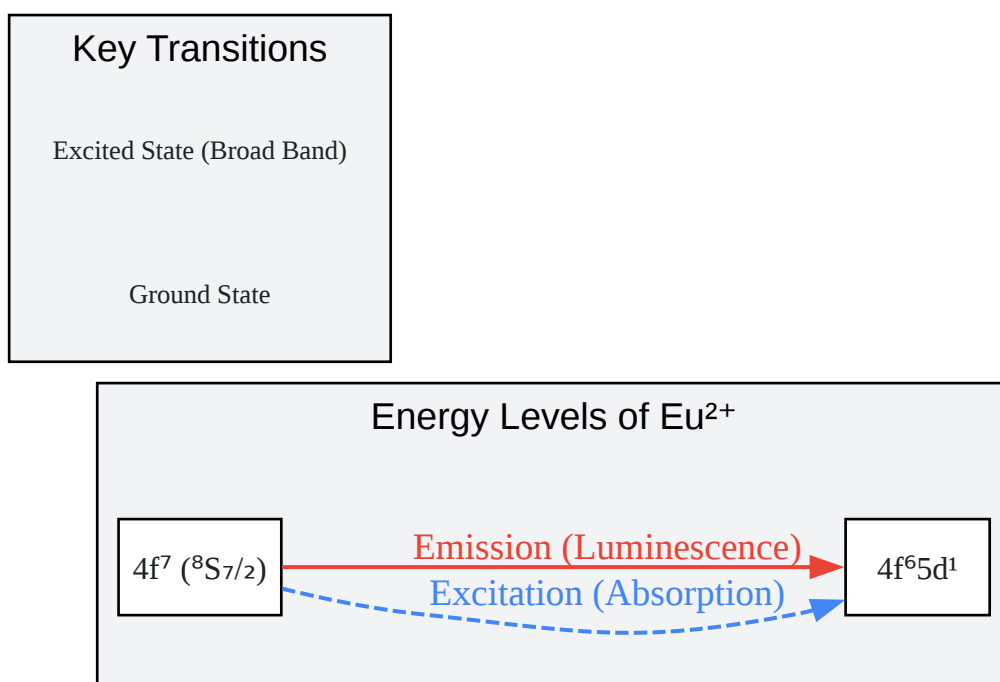 Key Transitions
Excited State (Broad Band)
Ground State
Energy Levels of Eu²⁺
Emission (Luminescence)
4f⁷ (⁸S₇/₂)
4f⁶5d¹
Excitation (Absorption)